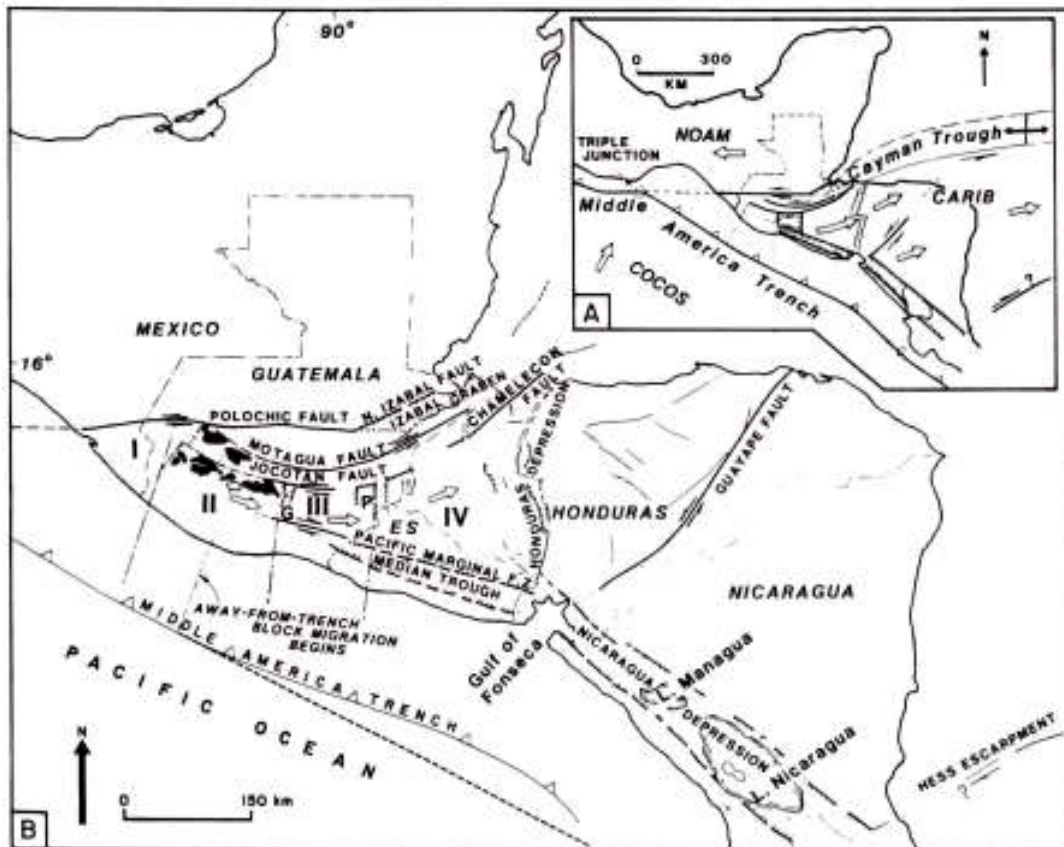 90°
N
0 300
KM
NOAM
TRIPLE
JUNCTION
Cayman Trough
CARIB
Middle America Trench
COCOS
?
A
MEXICO
16°
GUATEMALA
N. IZABAL FAULT
IZABAL GRABEN
CHAMELECON
FAULT
POLOCHIC FAULT
MOTAGUA FAULT
JOCOTAN FAULT
HONDURAS DEPRESSION
GUAYAPE FAULT
I
II
III
IV
G
P
ES
HONDURAS
PACIFIC MARGINAL F.Z.
MEDIAN TROUGH
NICARAGUA
AWAY-FROM-TRENCH
BLOCK MIGRATION
BEGINS
MIDDLE AMERICA TRENCH
Gulf of
Fonseca
NICARAGUA DEPRESSION
Managua
Nicaragua
PACIFIC OCEAN
HESS ESCARPMENT
?
N
0 150 km
B